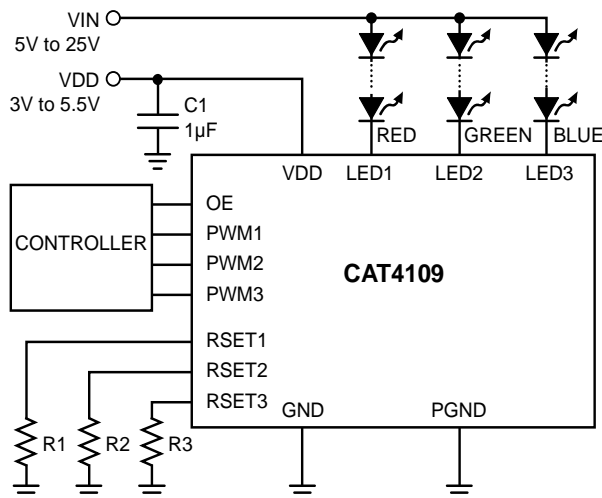 VIN
5V to 25V
VDD
3V to 5.5V
C1
1µF
RED
GREEN
BLUE
VDD
LED1
LED2
LED3
CONTROLLER
OE
PWM1
PWM2
PWM3
CAT4109
RSET1
RSET2
RSET3
GND
PGND
R1
R2
R3